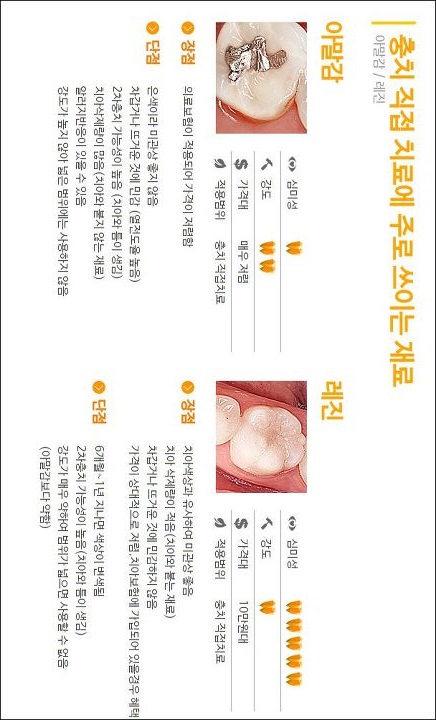 충치 직접 치료에 주로 쓰이는 재료
아말감 / 레진
아말감
심미성
강도
가격대 매우 저렴
적용범위 충치 직접치료
장점
의료보험이 적용되어 가격이 저렴함
단점
은색이라 미관상 좋지 않음
차갑거나 뜨거운 것에 민감 (열전도율 높음)
2차충치 가능성이 높음 (치아와 틈이 생김)
치아삭제량이 많음 (치아와 붙지 않는 재료)
알러지반응이 있을 수 있음
강도가 높지 않아 넓은 범위에는 사용하지 않음
레진
심미성
강도
가격대 10만원대
적용범위 충치 직접치료
장점
치아색상과 유사하여 미관상 좋음
치아 삭제량이 적음 (치아와 붙는 재료)
차갑거나 뜨거운 것에 민감하지 않음
가격이 상대적으로 저렴,치아보험에 가입되어 있을경우 혜택
단점
6개월~1년 지나면 색상이 변색됨
2차충치 가능성이 높음(치아와 틈이 생김)
강도가 매우 약하여 범위가 넓으면 사용할 수 없음
(아말감보다 약함)